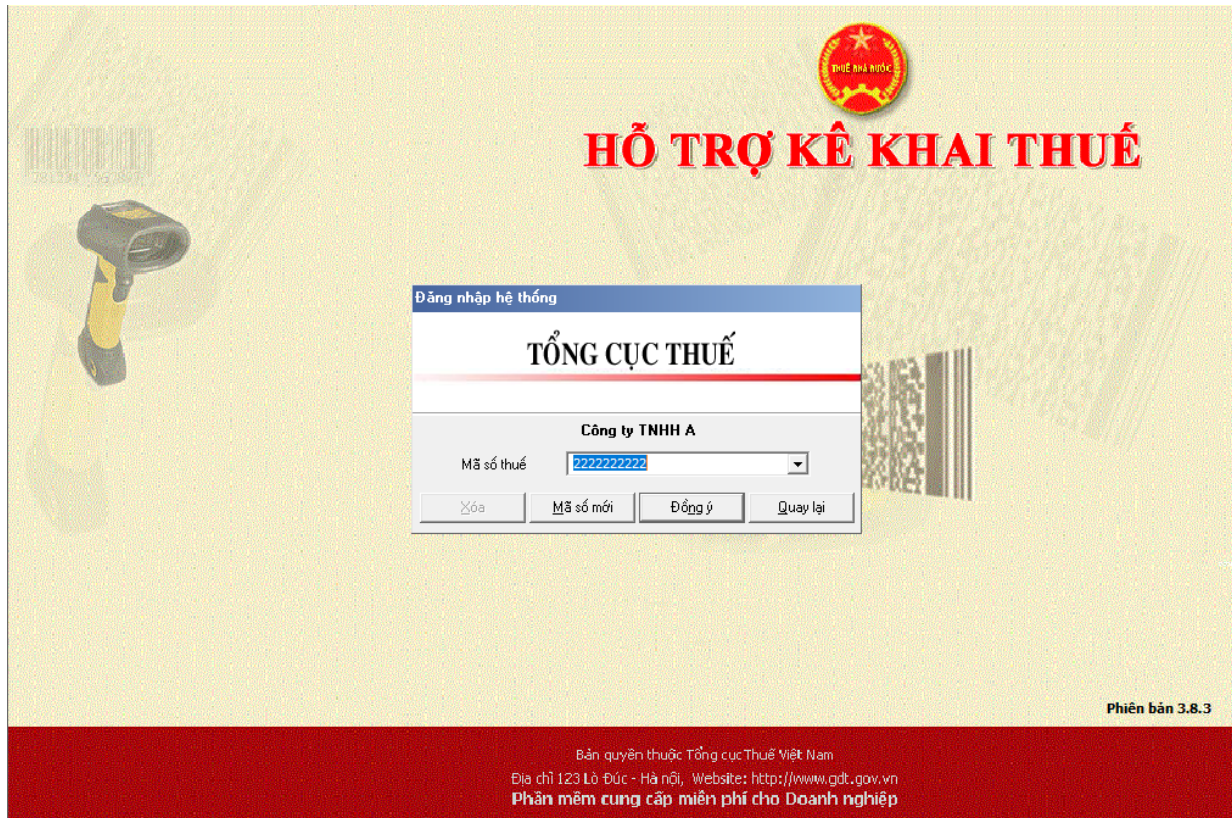 THUẾ NHÀ NƯỚC
HỖ TRỢ KÊ KHAI THUẾ
Đăng nhập hệ thống
TỔNG CỤC THUẾ
Công ty TNHH A
Mã số thuế 2222222222
Xóa Mã số mới Đồng ý Quay lại
Phiên bản 3.8.3
Bản quyền thuộc Tổng cục Thuế Việt Nam
Địa chỉ 123 Lò Đúc - Hà nội, Website: http://www.gdt.gov.vn
Phần mềm cung cấp miễn phí cho Doanh nghiệp